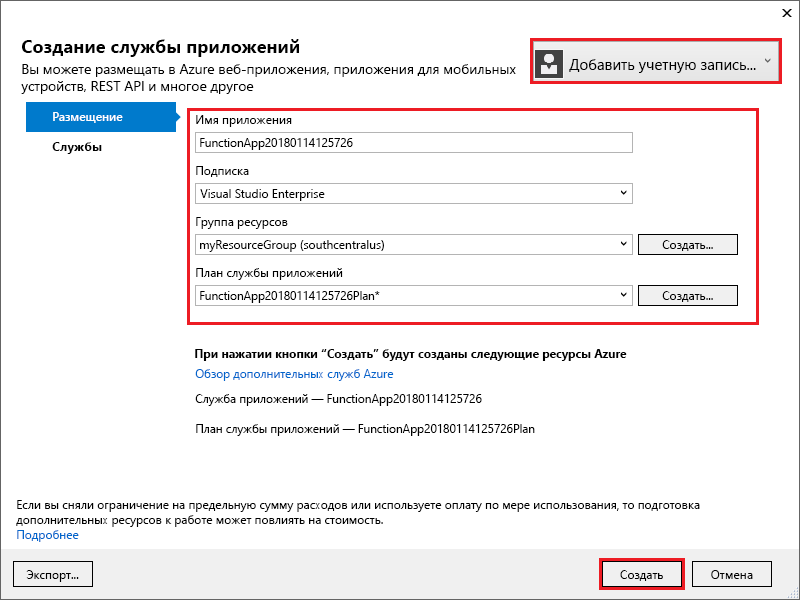 Создание службы приложений
Вы можете размещать в Azure веб-приложения, приложения для мобильных
устройств, REST API и многое другое
Добавить учетную запись...
Размещение
Службы
Имя приложения
FunctionApp20180114125726
Подписка
Visual Studio Enterprise
Группа ресурсов
myResourceGroup (southcentralus)
Создать...
План службы приложений
FunctionApp20180114125726Plan*
Создать...
При нажатии кнопки “Создать” будут созданы следующие ресурсы Azure
Обзор дополнительных служб Azure
Служба приложений — FunctionApp20180114125726
План службы приложений — FunctionApp20180114125726Plan
Если вы сняли ограничение на предельную сумму расходов или используете оплату по мере использования, то подготовка
дополнительных ресурсов к работе может повлиять на стоимость.
Подробнее
Экспорт...
Создать
Отмена